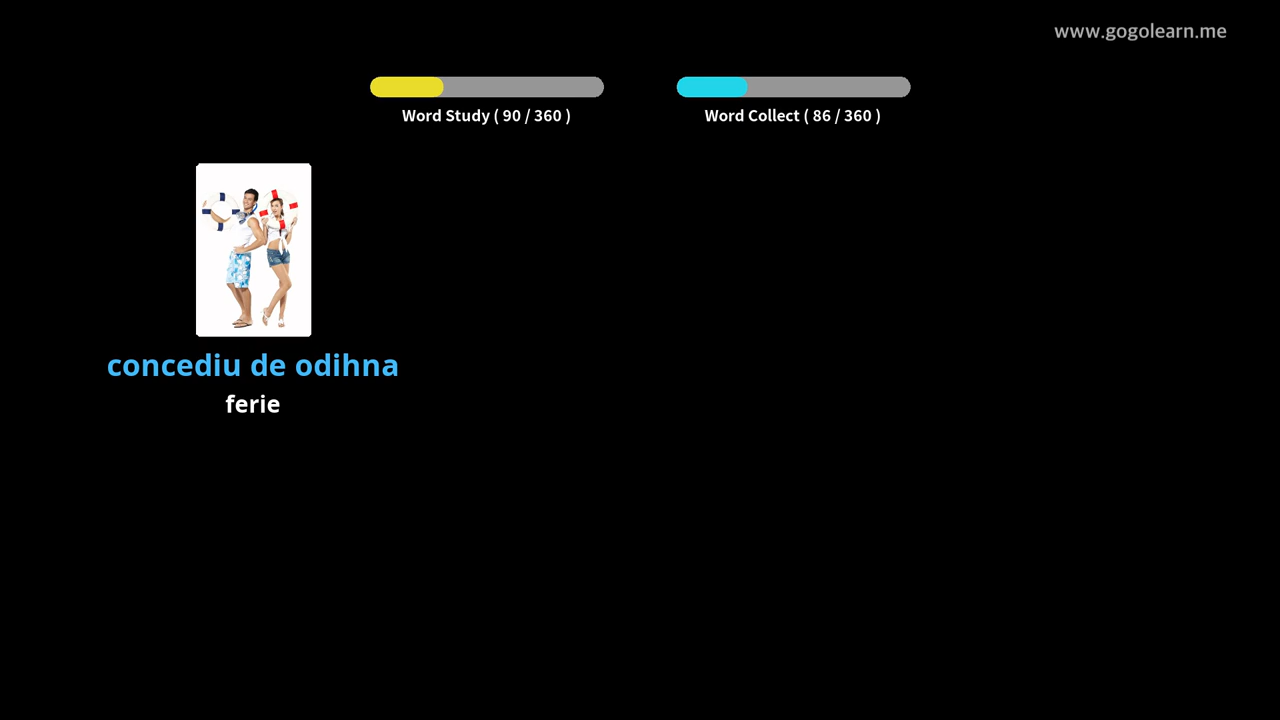 www.gogolearn.me
Word Study ( 90 / 360 )
Word Collect ( 86 / 360 )
concediu de odihna
ferie